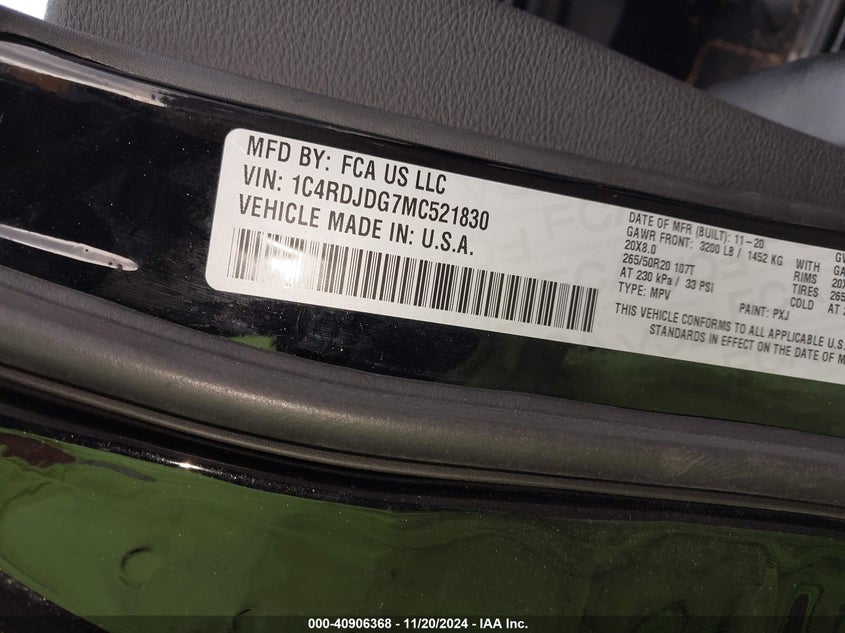 MFD BY: FCA US LLC
VIN: 1C4RDJDG7MC521830
VEHICLE MADE IN: U.S.A.
DATE OF MFR (BUILT): 11-20
GAWR FRONT: 3200 LB / 1452 KG WITH
20X8.0 RIMS 20X
265/50R20 107T TIRES 265
AT 230 kPa / 33 PSI COLD AT
TYPE: MPV PAINT: PXJ
THIS VEHICLE CONFORMS TO ALL APPLICABLE U.S.
STANDARDS IN EFFECT ON THE DATE OF M
000-40906368 - 11/20/2024 - IAA Inc.